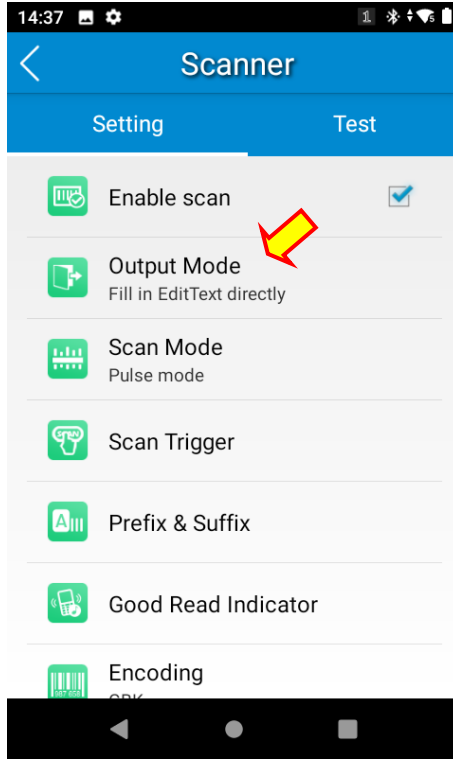 14:37
Scanner
Setting Test
Enable scan
Output Mode
Fill in EditText directly
Scan Mode
Pulse mode
Scan Trigger
Prefix & Suffix
Good Read Indicator
Encoding